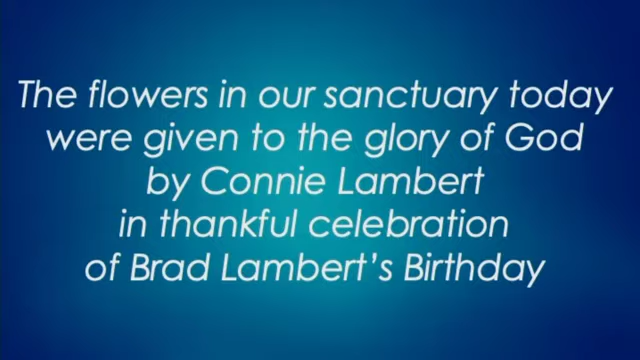 The flowers in our sanctuary today
were given to the glory of God
by Connie Lambert
in thankful celebration
of Brad Lambert's Birthday